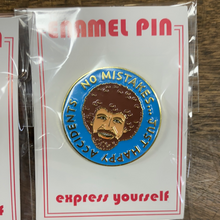 ENAMEL PIN
NO MISTAKES... JUST HAPPY ACCIDENTS!
express yourself